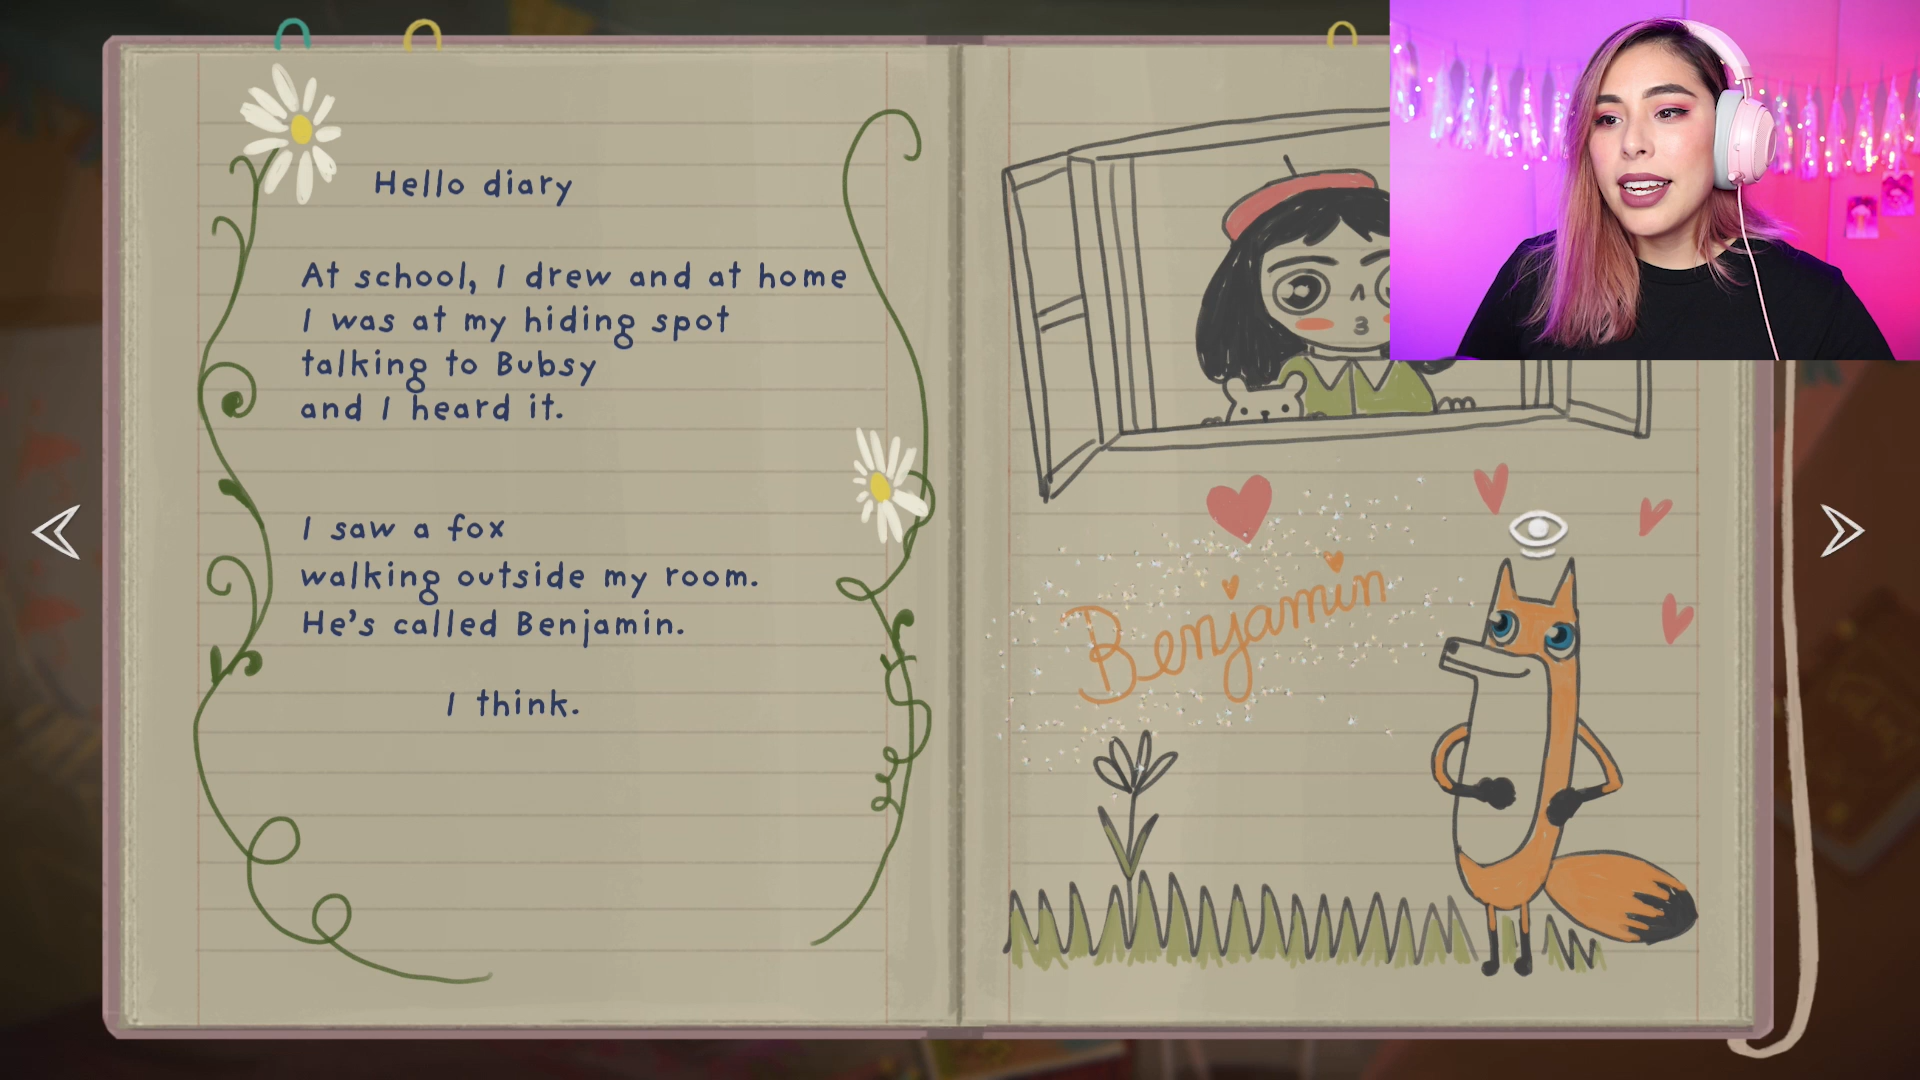 Hello diary
At school, I drew and at home
I was at my hiding spot
talking to Bubsy
and I heard it.
I saw a fox
walking outside my room.
He's called Benjamin.
I think.
Benjamin